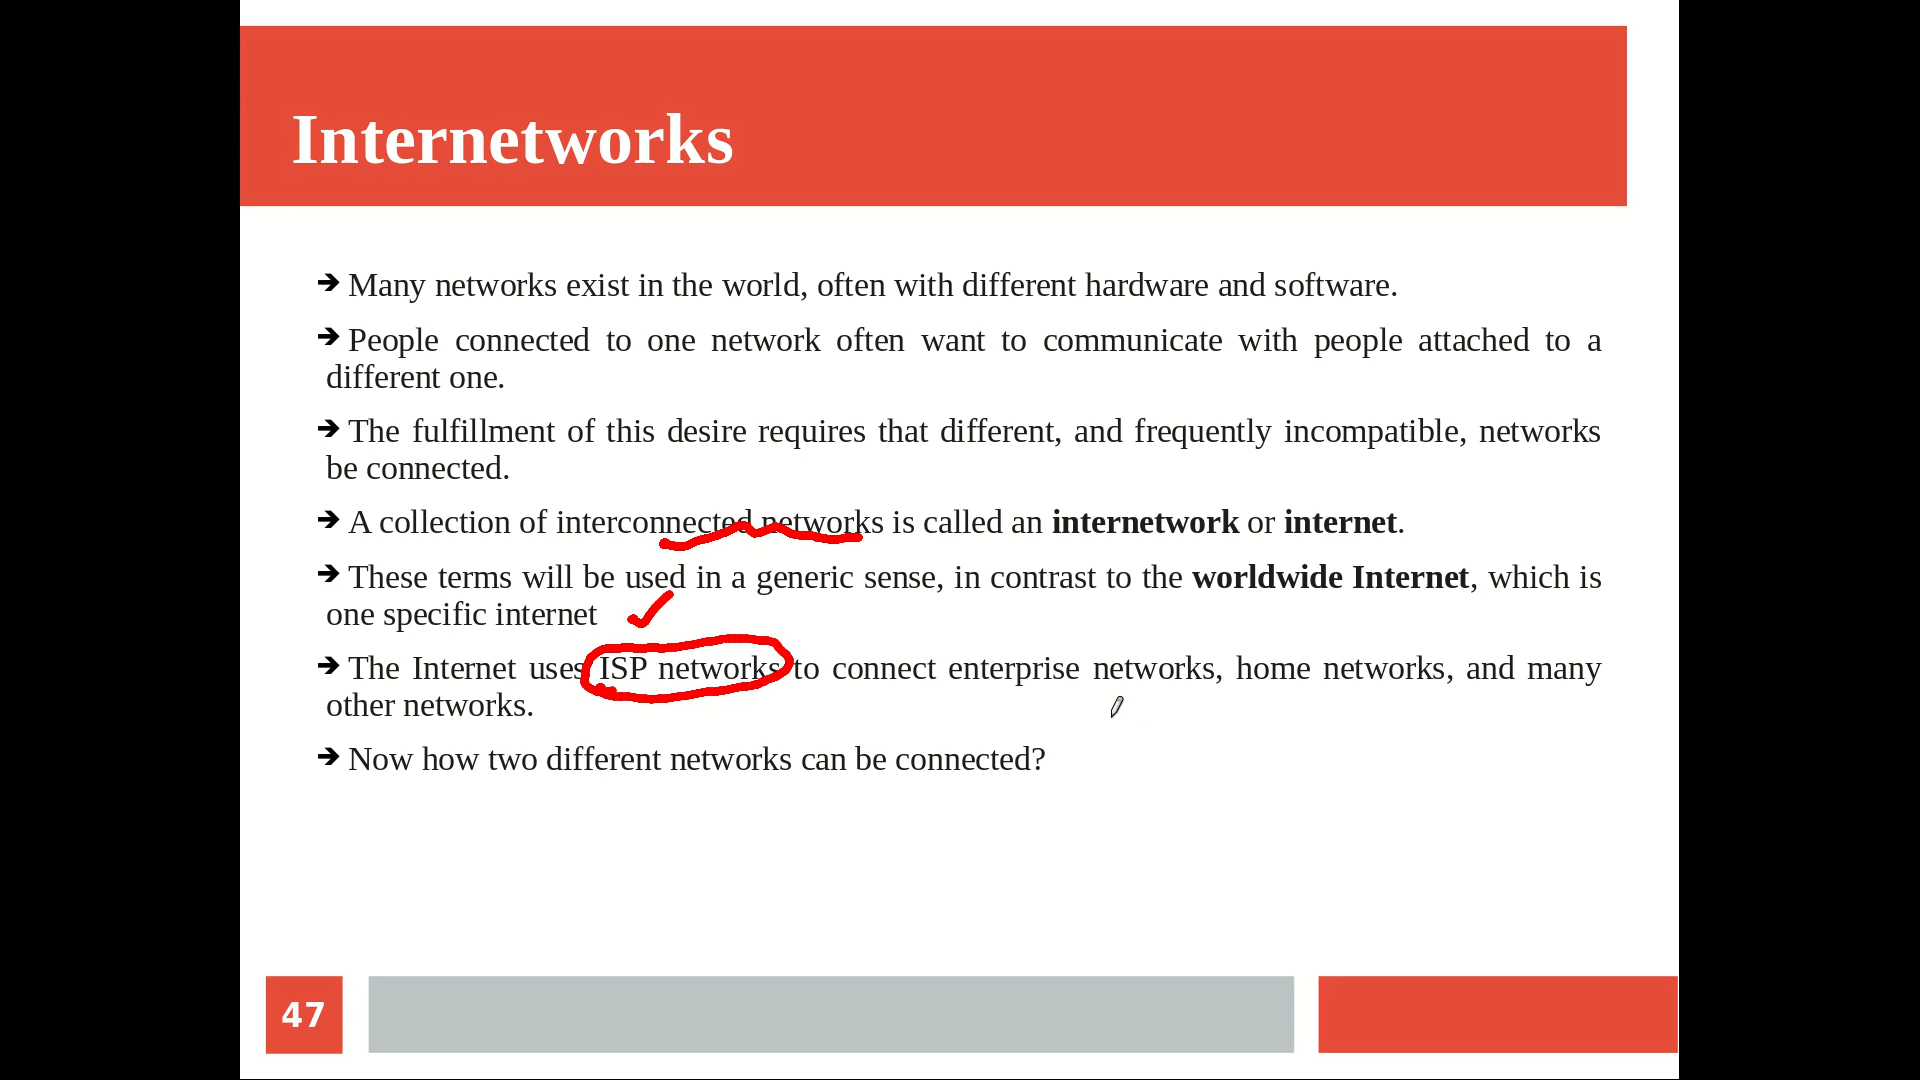 Internetworks
➔ Many networks exist in the world, often with different hardware and software.
➔ People connected to one network often want to communicate with people attached to a
different one.
➔ The fulfillment of this desire requires that different, and frequently incompatible, networks
be connected.
➔ A collection of interconnected networks is called an internetwork or internet.
➔ These terms will be used in a generic sense, in contrast to the worldwide Internet, which is
one specific internet
➔ The Internet uses ISP networks to connect enterprise networks, home networks, and many
other networks.
➔ Now how two different networks can be connected?
47